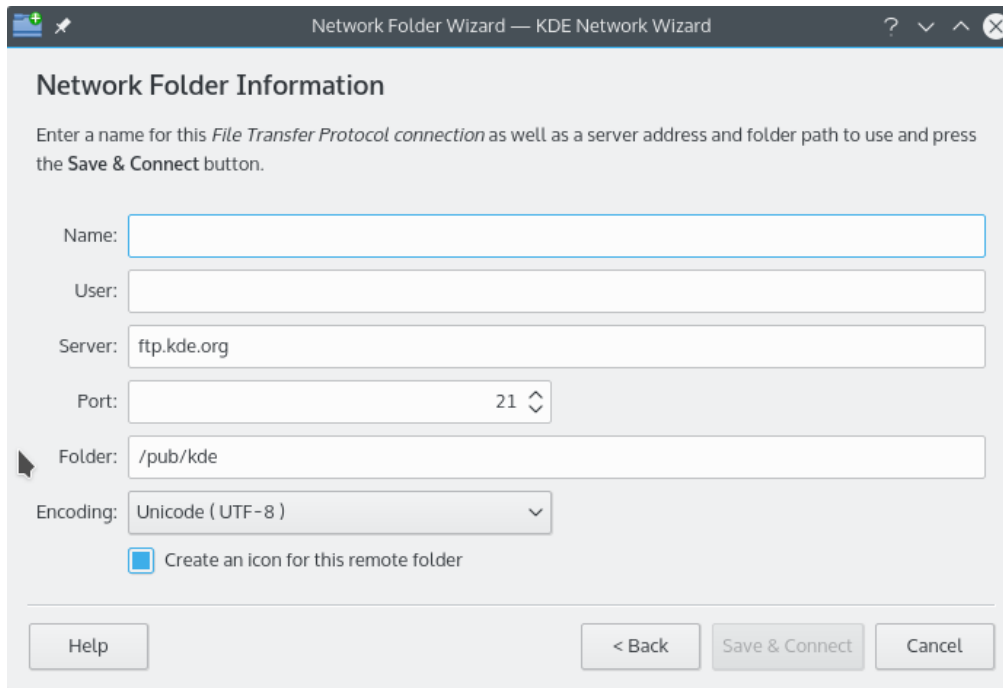 Network Folder Wizard — KDE Network Wizard
Network Folder Information
Enter a name for this File Transfer Protocol connection as well as a server address and folder path to use and press
the Save & Connect button.
Name:
User:
Server: ftp.kde.org
Port: 21
Folder: /pub/kde
Encoding: Unicode ( UTF-8 )
Create an icon for this remote folder
Help < Back Save & Connect Cancel